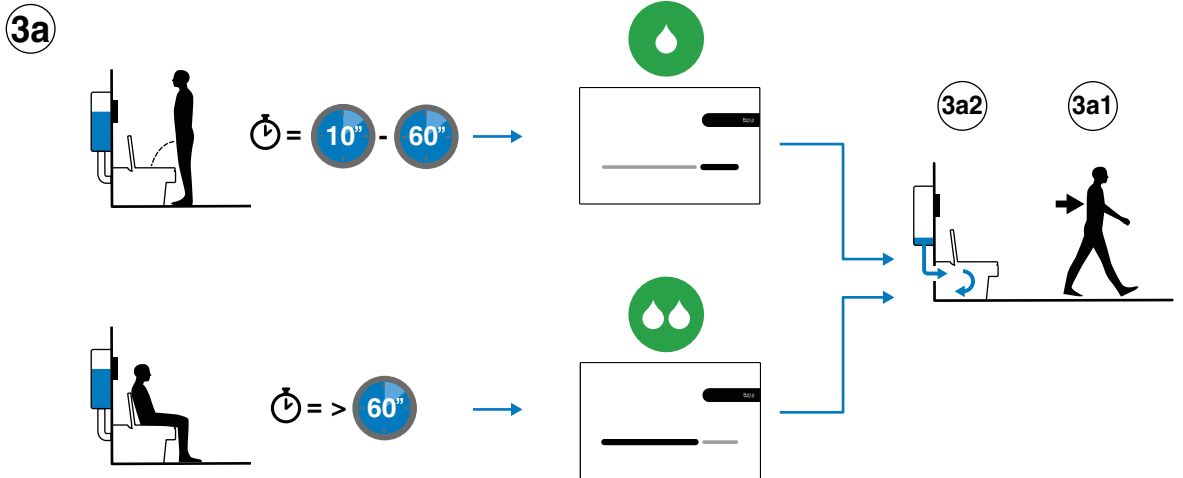 3a
= 10” - 60”
3a2
3a1
= > 60”